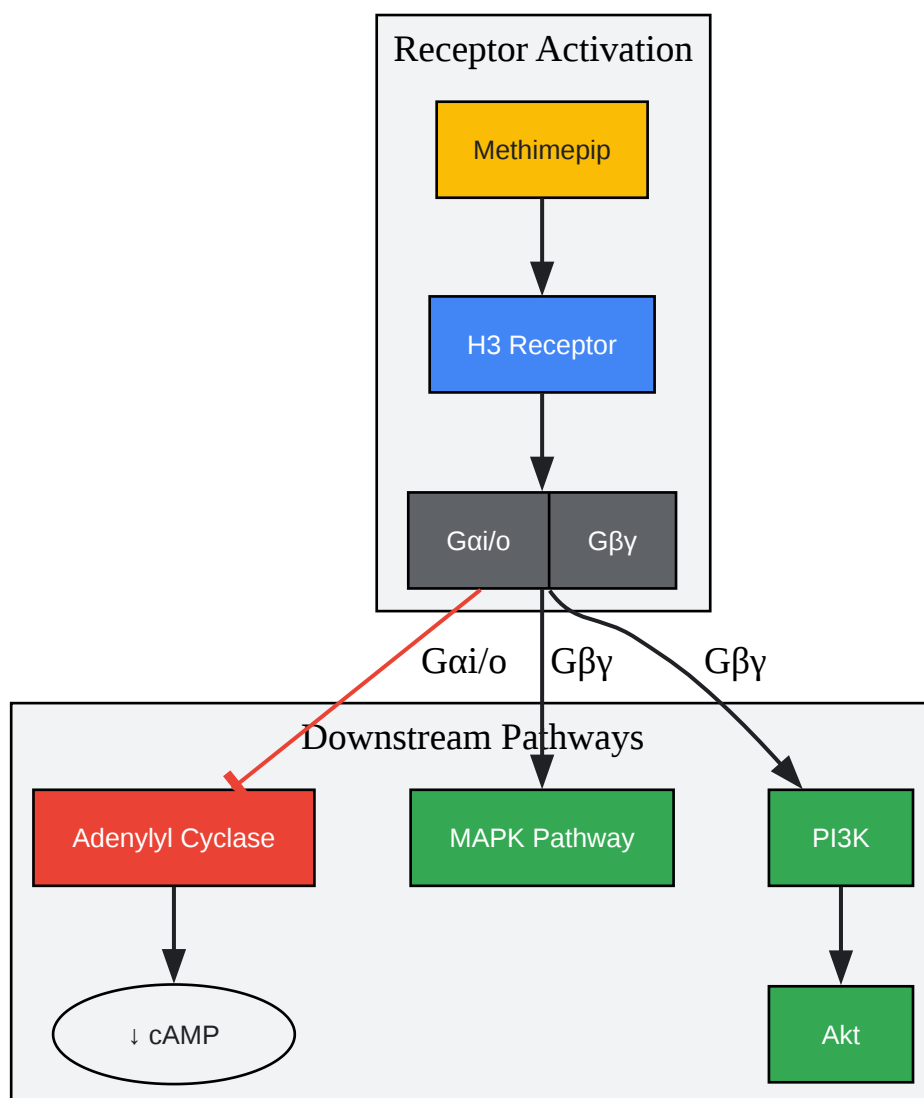 Receptor Activation
Methimepip
H3 Receptor
Gαi/o
Gβγ
Gαi/o
Gβγ
Gβγ
Downstream Pathways
Adenylyl Cyclase
MAPK Pathway
PI3K
↓ cAMP
Akt